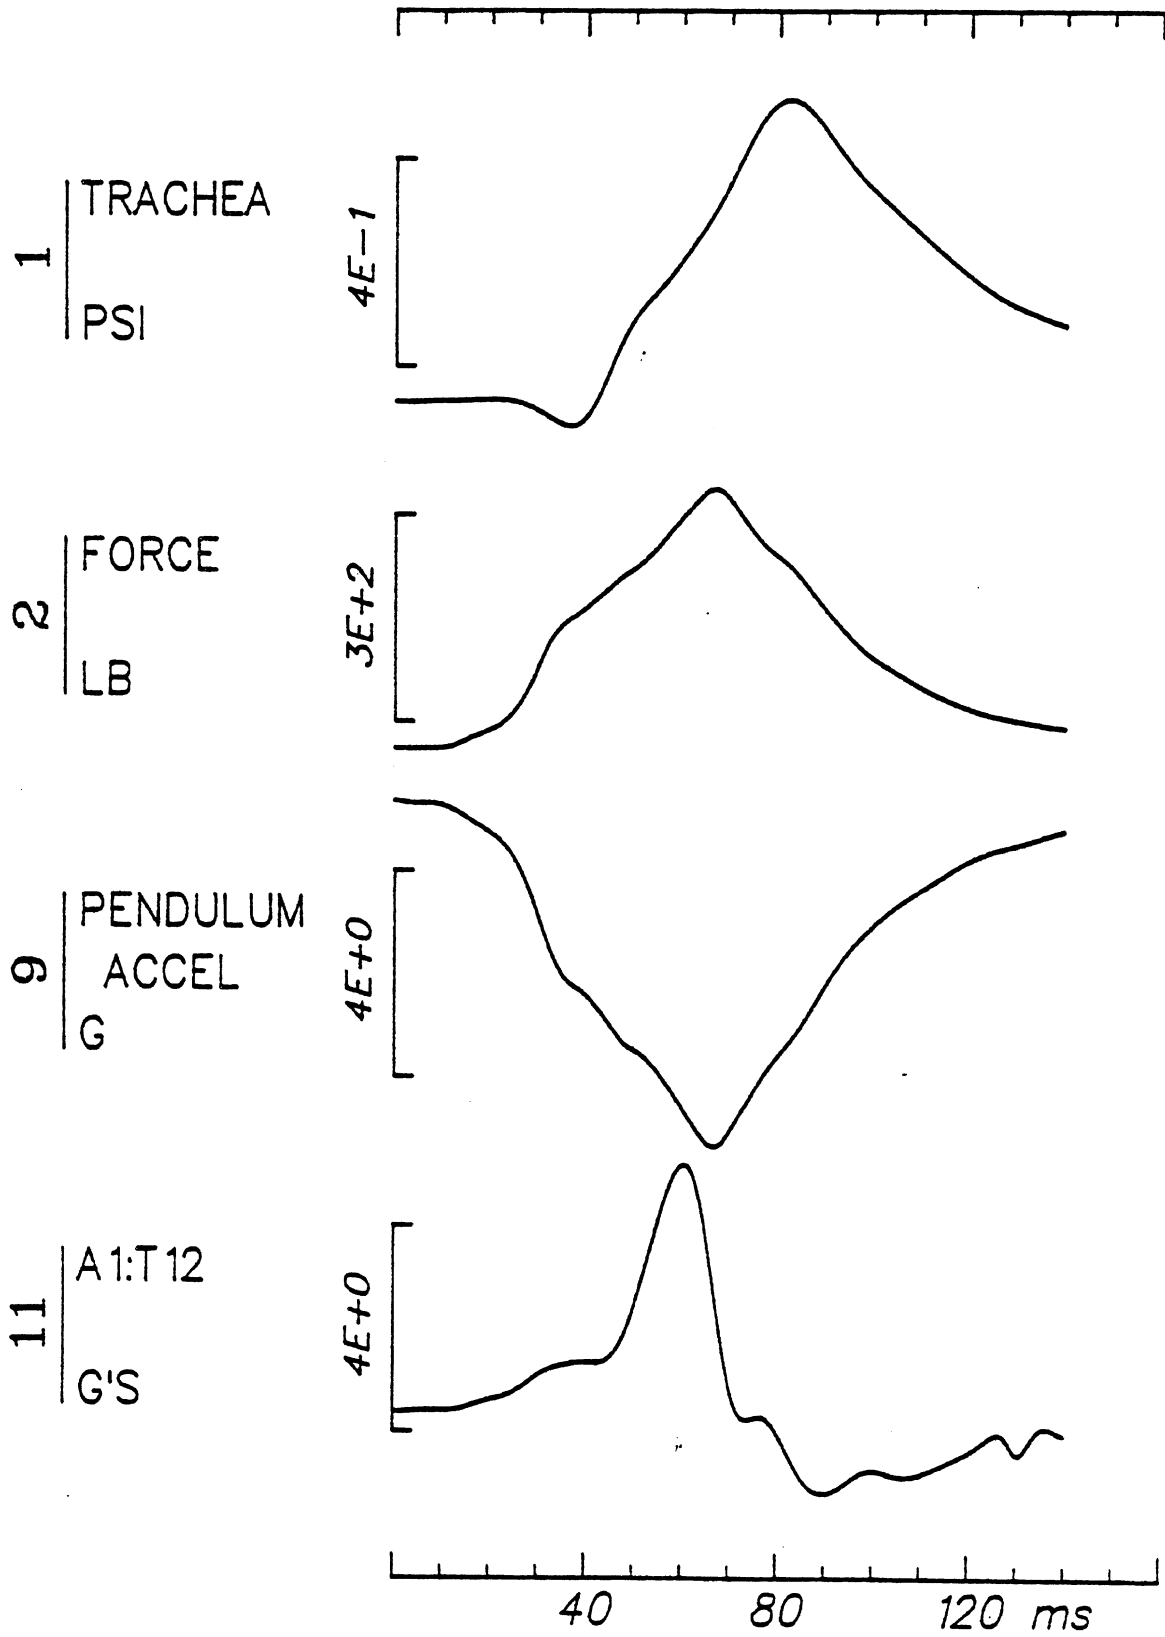 1
TRACHEA
PSI
4E-1
2
FORCE
LB
3E+2
9
PENDULUM
ACCEL
G
4E+0
11
A1:T12
G'S
4E+0
40 80 120 ms